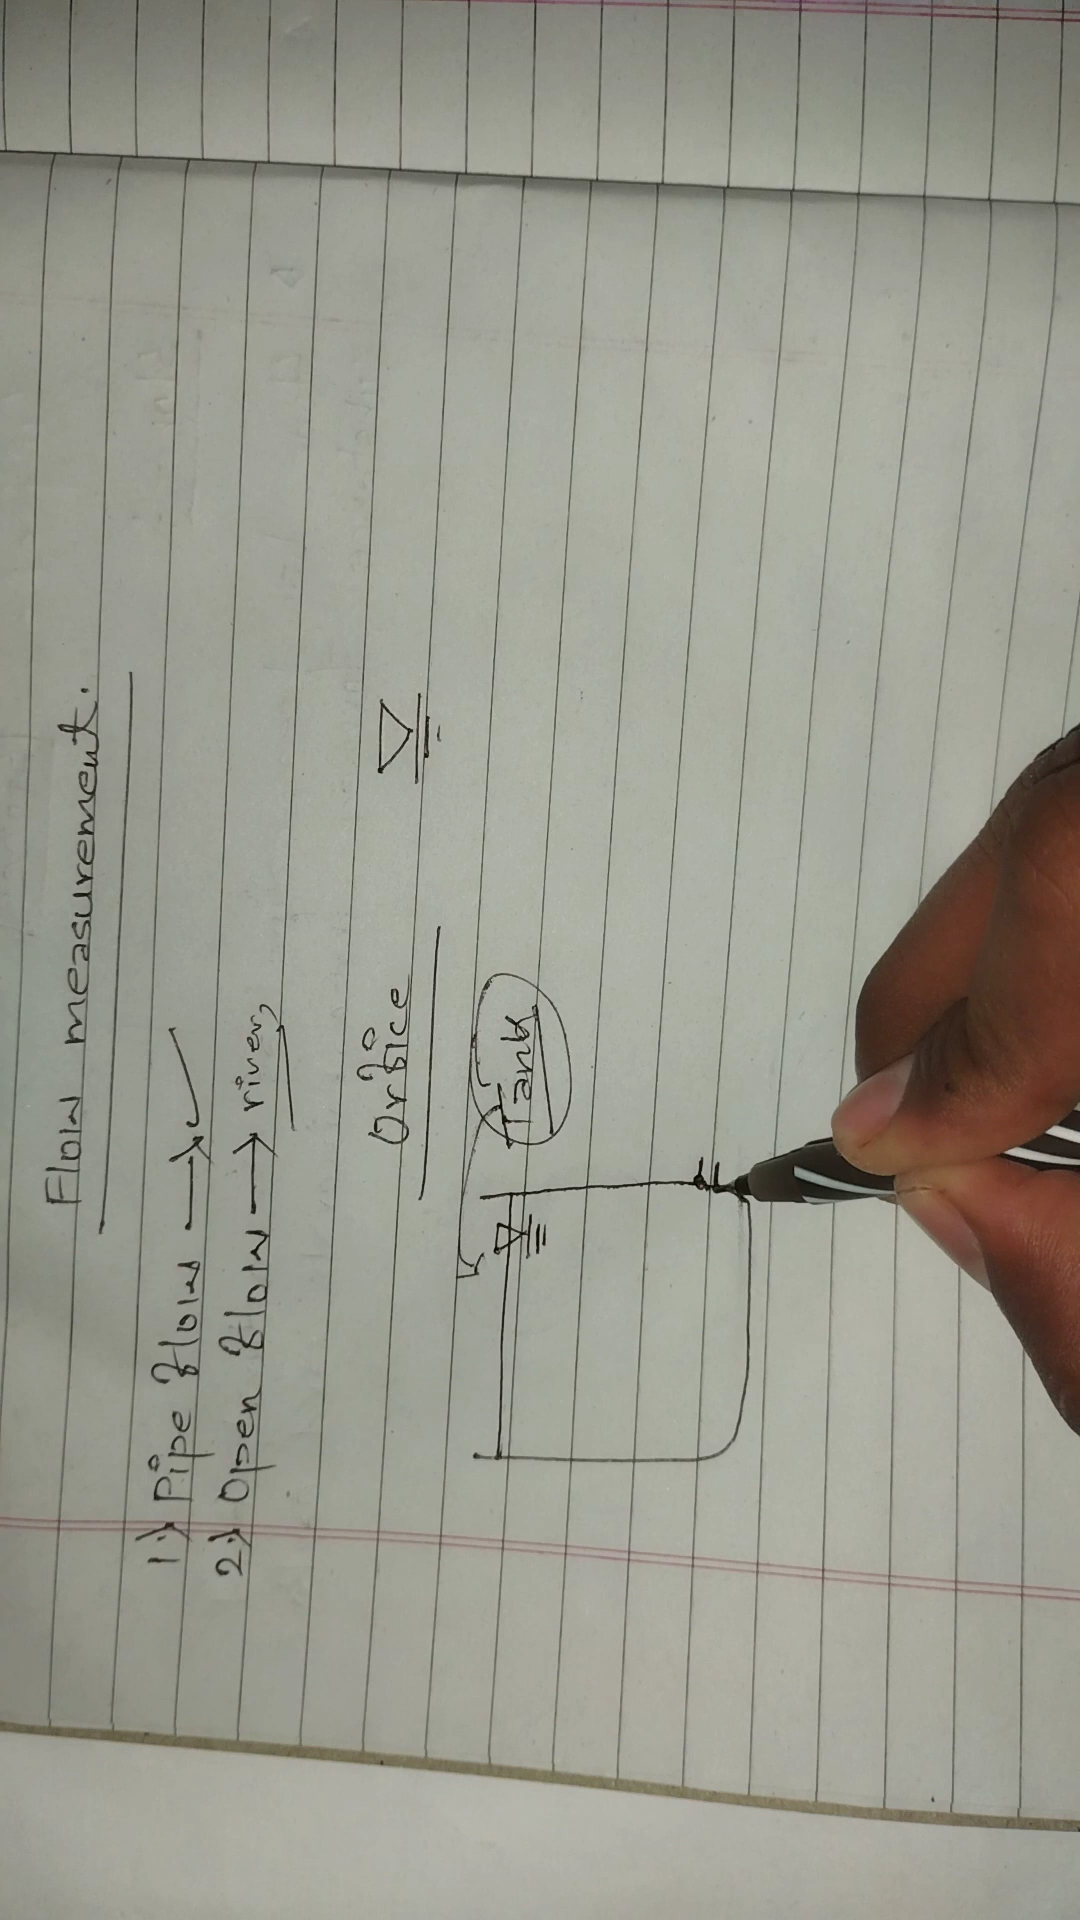 Flow measurement.
1) Pipe flow →
2) Open flow → river,
Orifice
Tank